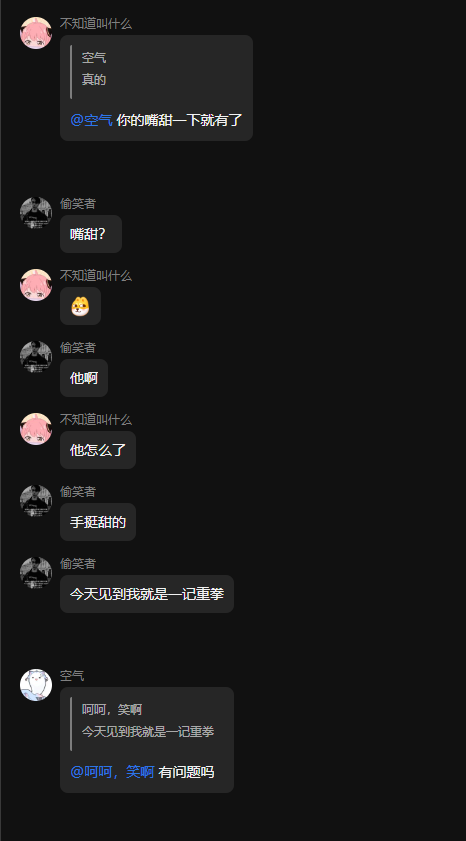 不知道叫什么
空气
真的
@空气 你的嘴甜一下就有了
偷笑者
嘴甜？
不知道叫什么
偷笑者
他啊
不知道叫什么
他怎么了
偷笑者
手挺甜的
偷笑者
今天见到我就是一记重拳
空气
呵呵，笑啊
今天见到我就是一记重拳
@呵呵，笑啊 有问题吗